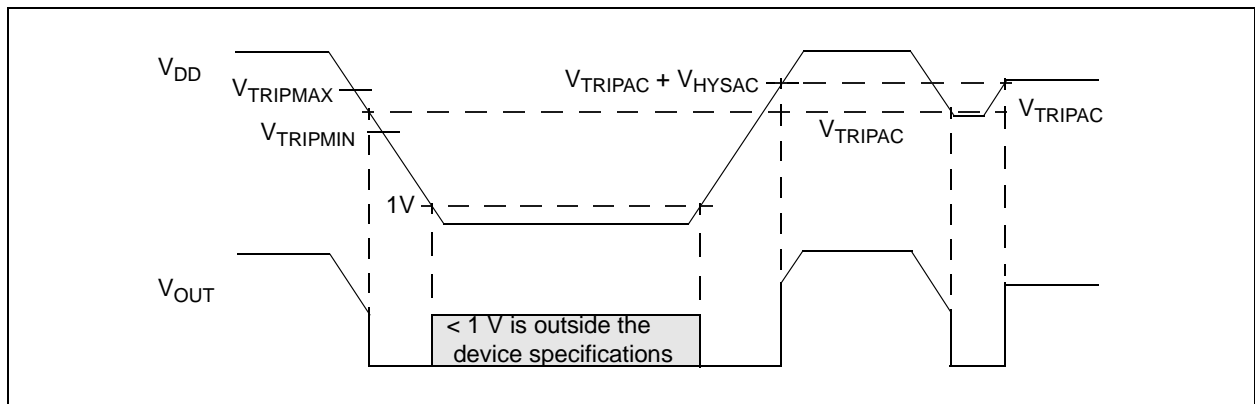 VDD
VTRIPMAX
VTRIPMIN
VTRIPAC + VHYSAC
VTRIPAC
VTRIPAC
1V
VOUT
< 1 V is outside the
device specifications